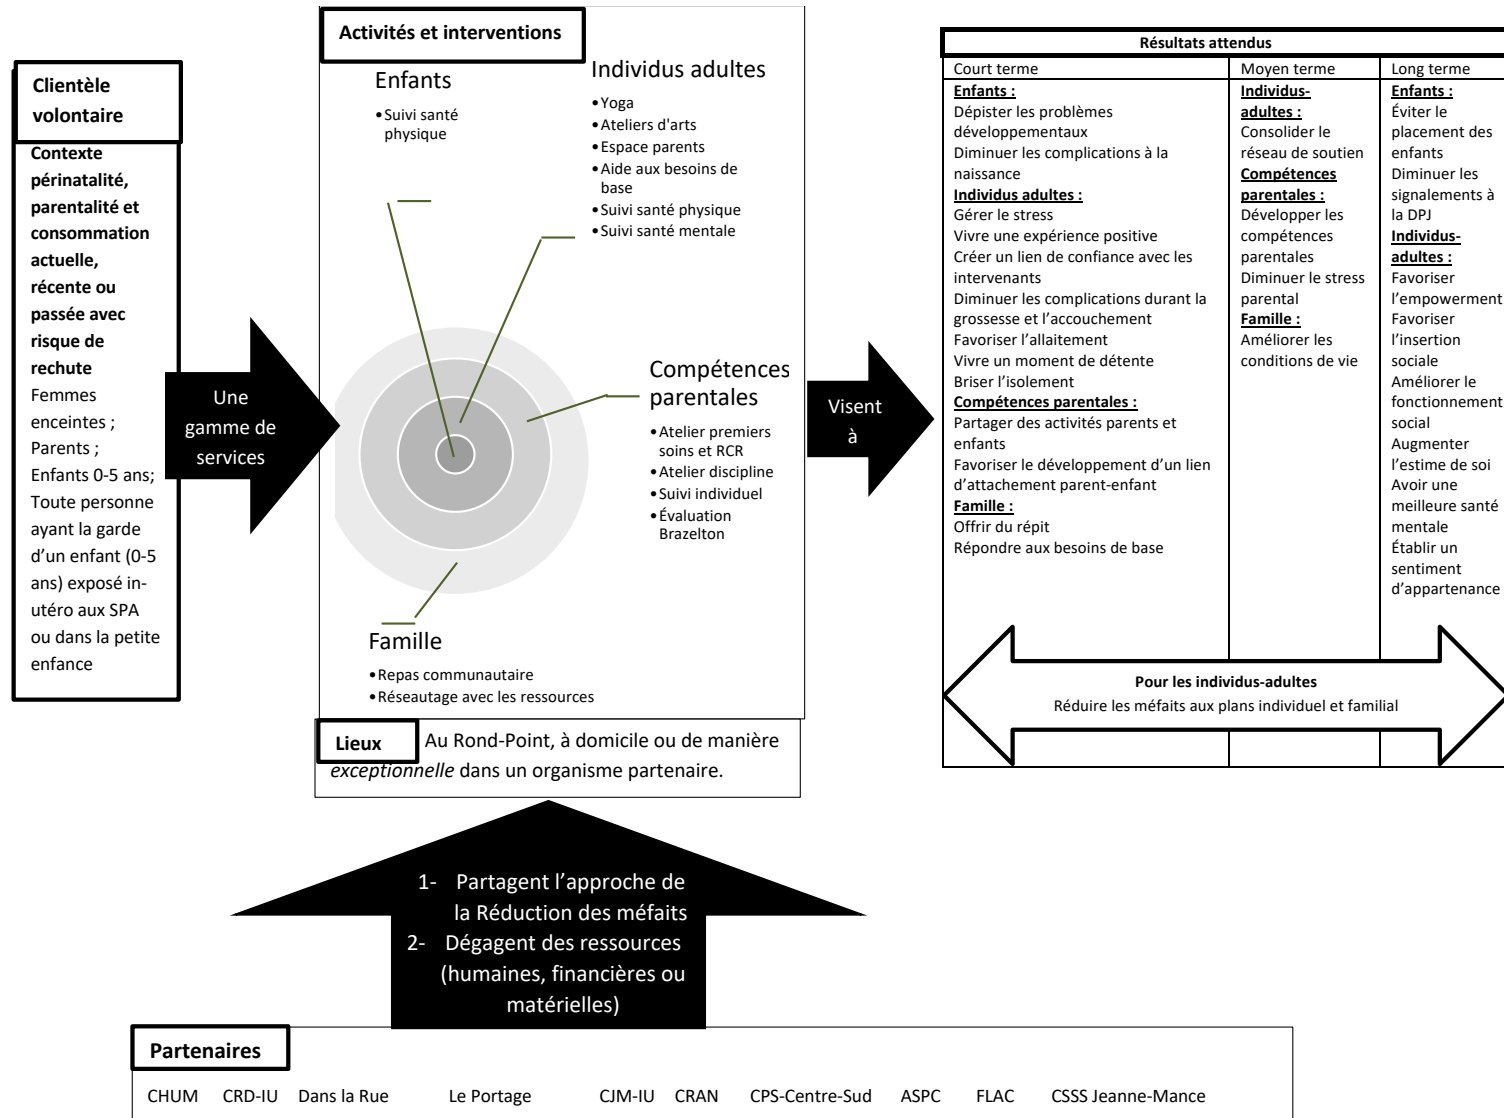 Clientèle
volontaire
Contexte
périnatalité,
parentalité et
consommation
actuelle,
récente ou
passée avec
risque de
rechute
Femmes
enceintes ;
Parents ;
Enfants 0-5 ans;
Toute personne
ayant la garde
d’un enfant (0-5
ans) exposé in-
utéro aux SPA
ou dans la petite
enfance
Une
gamme de
services
Activités et interventions
Enfants
• Suivi santé
physique
Individus adultes
• Yoga
• Ateliers d'arts
• Espace parents
• Aide aux besoins de
base
• Suivi santé physique
• Suivi santé mentale
Compétences
parentales
• Atelier premiers
soins et RCR
• Atelier discipline
• Suivi individuel
• Évaluation
Brazelton
Famille
• Repas communautaire
• Réseautage avec les ressources
Lieux Au Rond-Point, à domicile ou de manière
exceptionnelle dans un organisme partenaire.
Visent
à
Résultats attendus
Court terme
Enfants :
Dépister les problèmes
développementaux
Diminuer les complications à la
naissance
Individus adultes :
Gérer le stress
Vivre une expérience positive
Créer un lien de confiance avec les
intervenants
Diminuer les complications durant la
grossesse et l’accouchement
Favoriser l’allaitement
Vivre un moment de détente
Briser l’isolement
Compétences parentales :
Partager des activités parents et
enfants
Favoriser le développement d’un lien
d’attachement parent-enfant
Famille :
Offrir du répit
Répondre aux besoins de base
Moyen terme
Individus-
adultes :
Consolider le
réseau de soutien
Compétences
parentales :
Développer les
compétences
parentales
Diminuer le stress
parental
Famille :
Améliorer les
conditions de vie
Long terme
Enfants :
Éviter le
placement des
enfants
Diminuer les
signalements à
la DPJ
Individus-
adultes :
Favoriser
l’empowerment
Favoriser
l’insertion
sociale
Améliorer le
fonctionnement
social
Augmenter
l’estime de soi
Avoir une
meilleure santé
mentale
Établir un
sentiment
d’appartenance
Pour les individus-adultes
Réduire les méfaits aux plans individuel et familial
1- Partagent l’approche de
la Réduction des méfaits
2- Dégagent des ressources
(humaines, financières ou
matérielles)
Partenaires
CHUM CRD-IU Dans la Rue Le Portage CJM-IU CRAN CPS-Centre-Sud ASPC FLAC CSSS Jeanne-Mance